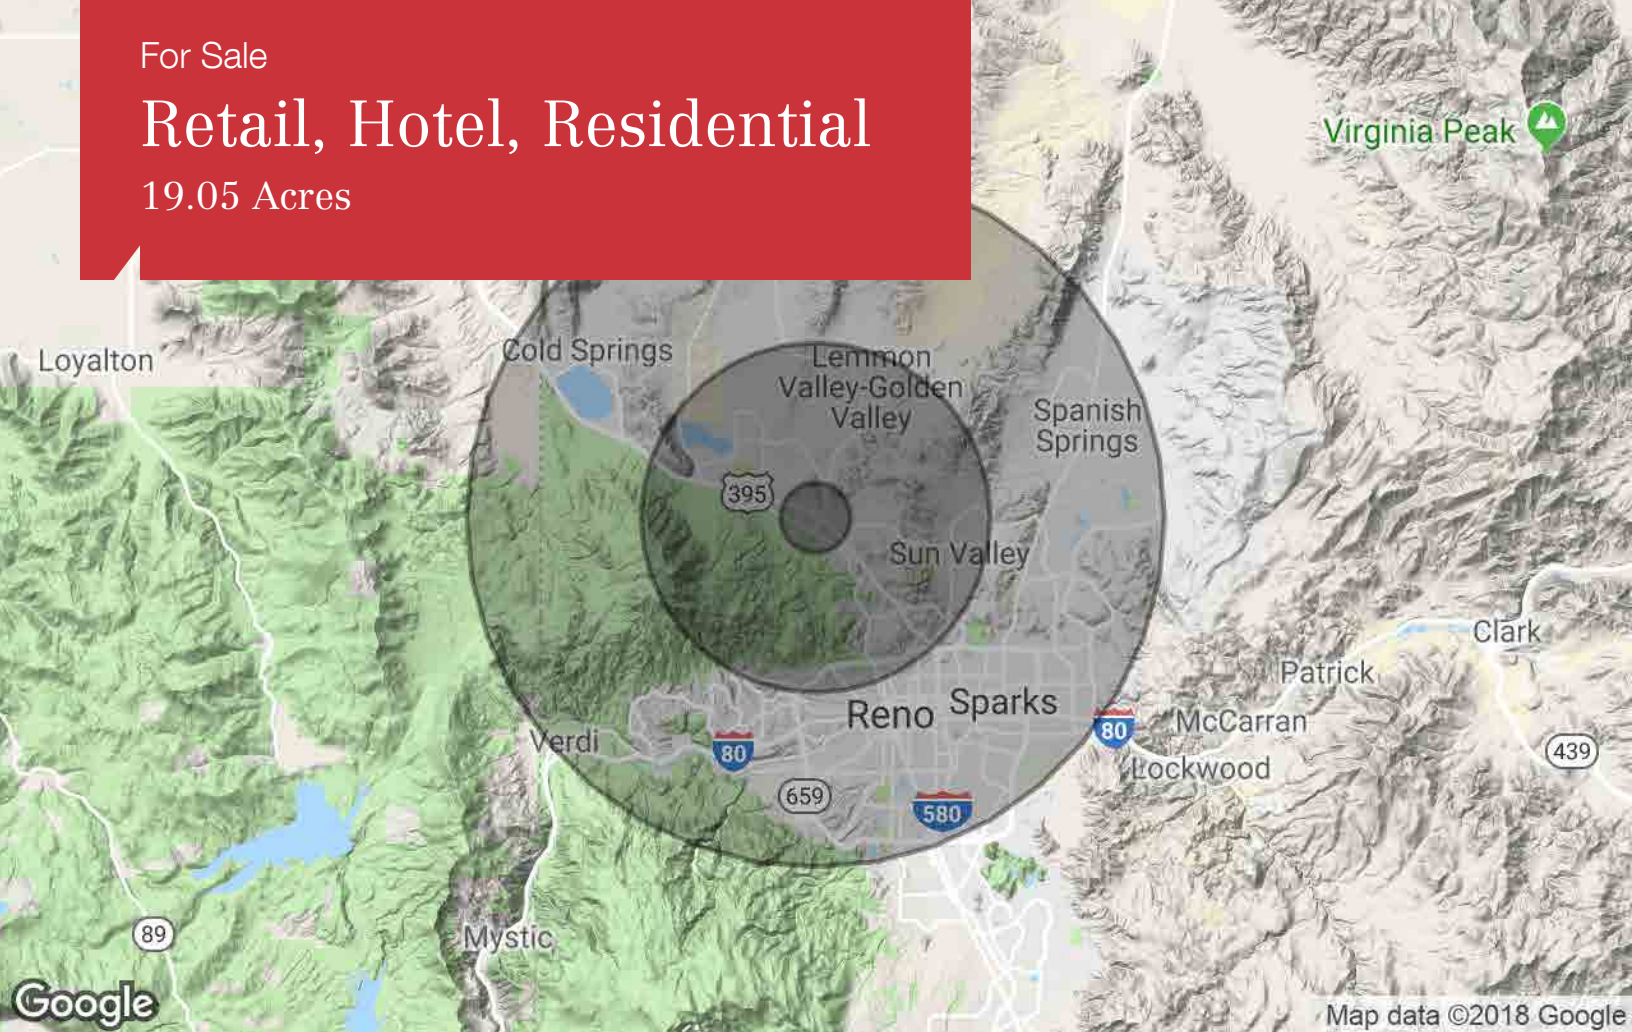 For Sale
Retail, Hotel, Residential
19.05 Acres
Virginia Peak
Loyalton
Cold Springs
Lemmon
Valley-Golden
Valley
Spanish
Springs
395
Sun Valley
Clark
Patrick
Reno
Sparks
80
McCarran
Verdi
80
439
Lockwood
659
580
89
Mystic
Google
Map data ©2018 Google